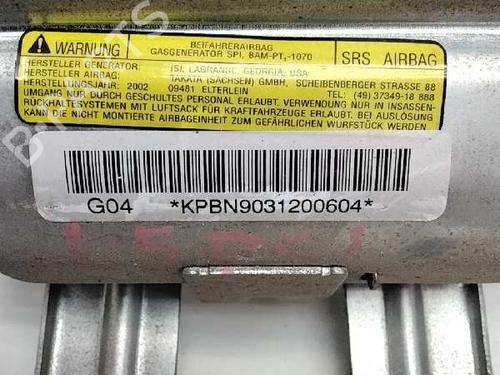 WARNUNG
BEIFAHRERAIRBAG
GASGENERATOR SPI, BAM-PT,-1070
SRS AIRBAG
HERSTELLER GENERATOR: ISI, LAGRANGE, GEORGIA, USA
HERSTELLER AIRBAG: TAKATA (SACHSEN) GMBH, SCHEIBENBERGER STRASSE 88
HERSTELLUNGSJAHR: 2002 09481 ELTERLEIN TEL: (49) 37349-18 888
UMGANG NUR DURCH GESCHULTES PERSONAL ERLAUBT. VERWENDUNG NUR IN INSASSEN-
RÜCKHALTESYSTEMEN MIT LUFTSACK FÜR KRAFTFAHRZEUGE ERLAUBT. BEI AUSLÖSUNG
KANN DIE NICHT MONTIERTE AIRBAGEINHEIT ZUM GEFÄHRLICHEN WURFSTÜCK WERDEN
G04 *KPBN9031200604*